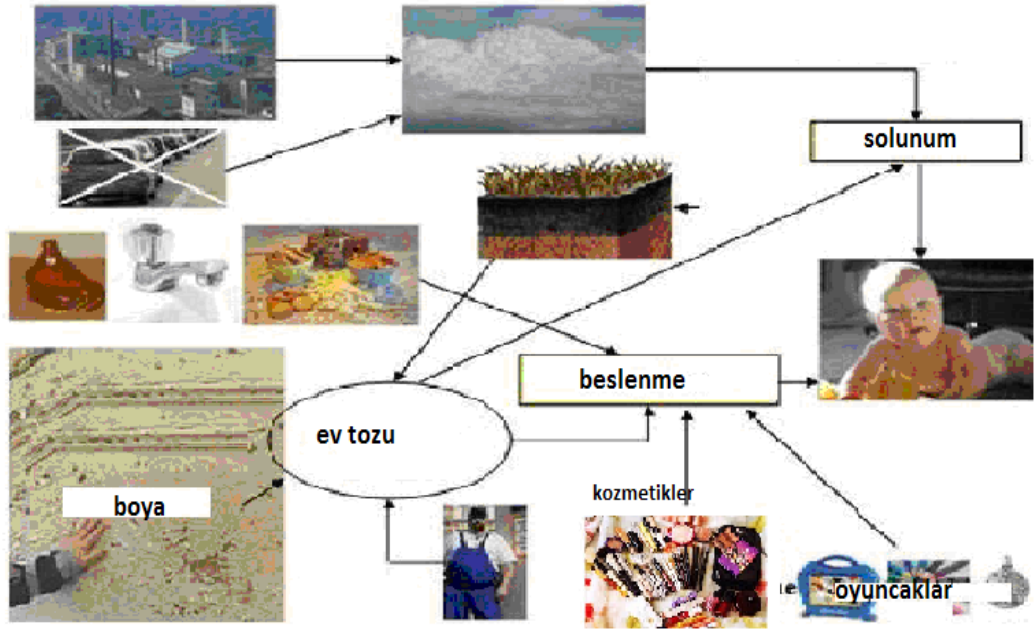 solunum
beslenme
ev tozu
boya
kozmetikler
oyuncaklar